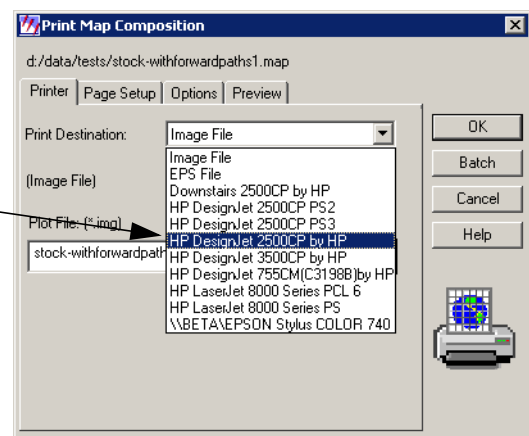 Print Map Composition
d:/data/tests/stock-withforwardpaths1.map
Printer
Page Setup
Options
Preview
Print Destination:
Image File
Image File
EPS File
Downstairs 2500CP by HP
HP DesignJet 2500CP PS2
HP DesignJet 2500CP PS3
HP DesignJet 2500CP by HP
HP DesignJet 3500CP by HP
HP DesignJet 755CM(C3198B)by HP
HP LaserJet 8000 Series PCL 6
HP LaserJet 8000 Series PS
\\BETA\EPSON Stylus COLOR 740
(Image File)
Plot File: (*.img)
stock-withforwardpath
OK
Batch
Cancel
Help